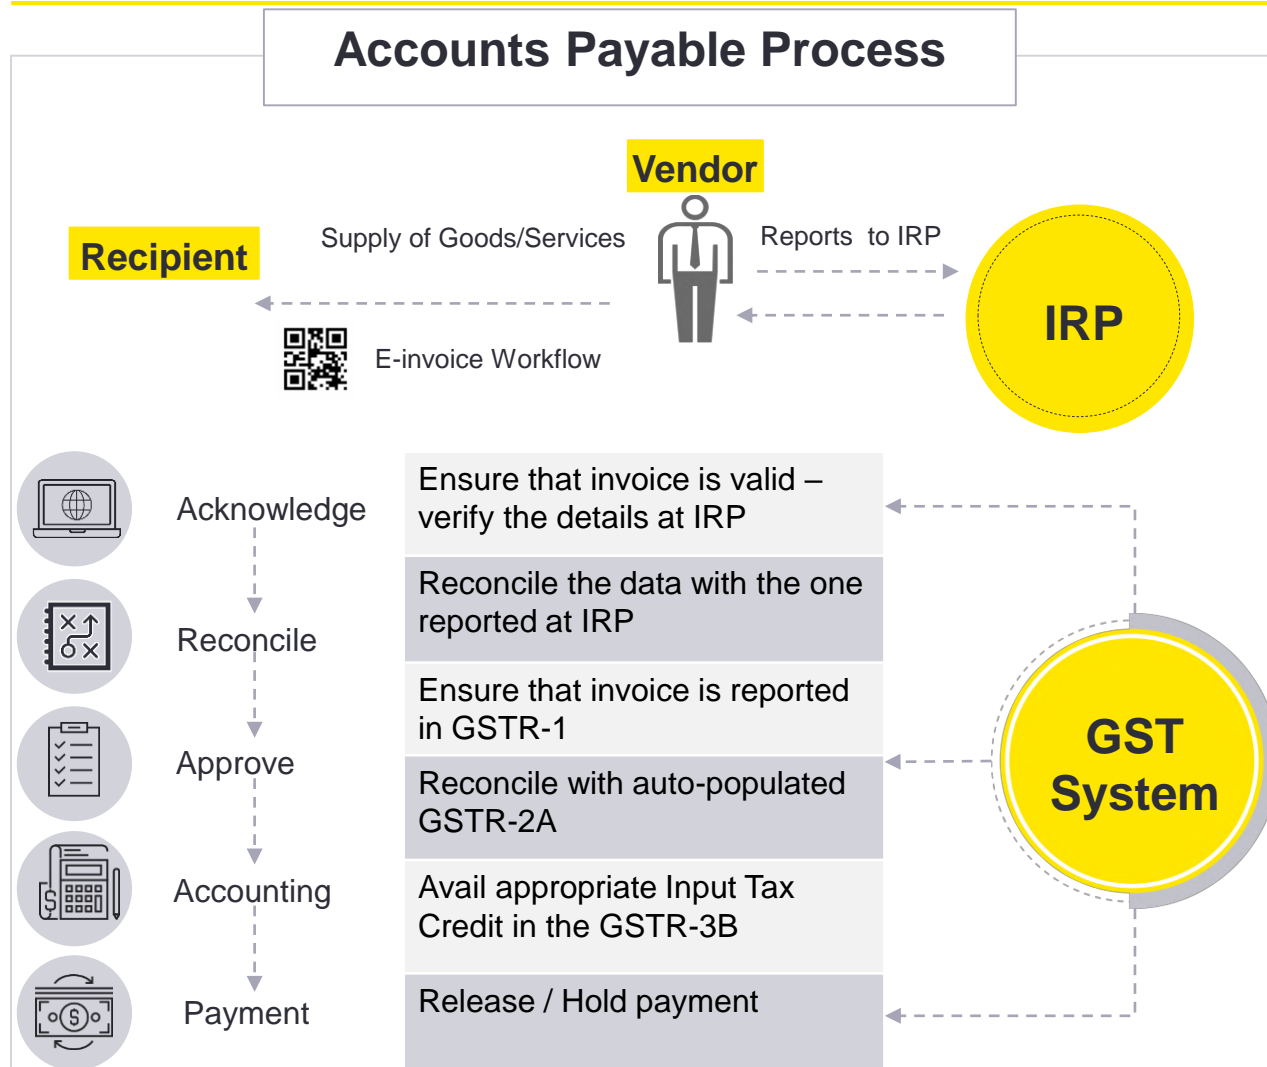 Accounts Payable Process
Vendor
Supply of Goods/Services
Reports to IRP
Recipient
IRP
E-invoice Workflow
Acknowledge
Ensure that invoice is valid –
verify the details at IRP
Reconcile
Reconcile the data with the one
reported at IRP
Approve
Ensure that invoice is reported
in GSTR-1
Reconcile with auto-populated
GSTR-2A
GST
System
Accounting
Avail appropriate Input Tax
Credit in the GSTR-3B
Payment
Release / Hold payment